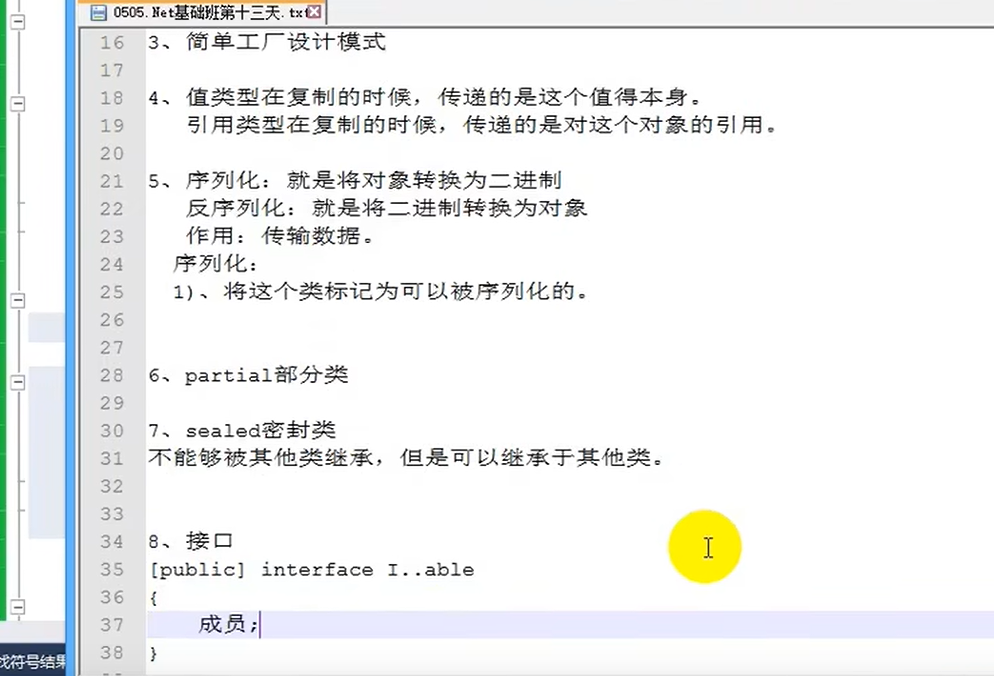 0505.Net基础班第十三天.txt
16 3、简单工厂设计模式
17
18 4、值类型在复制的时候，传递的是这个值得本身。
19 引用类型在复制的时候，传递的是对这个对象的引用。
20
21 5、序列化：就是将对象转换为二进制
22 反序列化：就是将二进制转换为对象
23 作用：传输数据。
24 序列化：
25 1)、将这个类标记为可以被序列化的。
26
27
28 6、partial部分类
29
30 7、sealed密封类
31 不能够被其他类继承，但是可以继承于其他类。
32
33
34 8、接口
35 [public] interface I..able
36 {
37 成员;
38 }
找符号结果